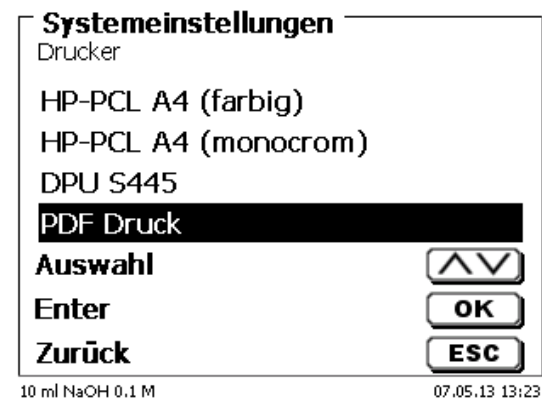 Systemeinstellungen
Drucker
HP-PCL A4 (farbig)
HP-PCL A4 (monocrom)
DPU S445
PDF Druck
Auswahl
Enter OK
Zurück ESC
10 ml NaOH 0.1 M 07.05.13 13:23